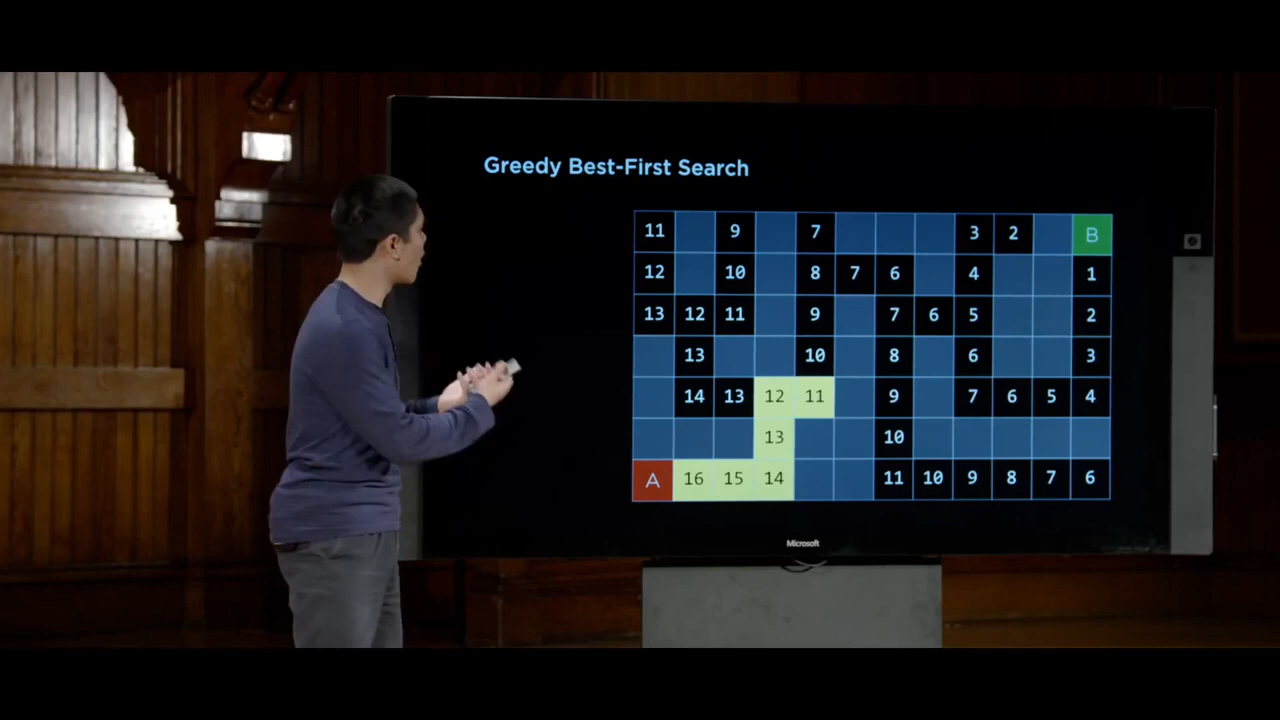 Greedy Best-First Search
11 9 7 3 2 B
12 10 8 7 6 4 1
13 12 11 9 7 6 5 2
13 10 8 6 3
14 13 12 11 9 7 6 5 4
13 10
A 16 15 14 11 10 9 8 7 6
Microsoft